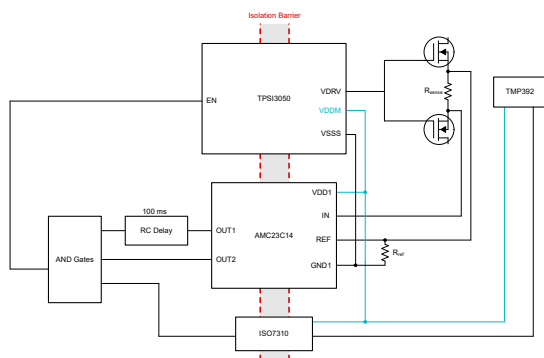 Isolation Barrier
EN
TPSI3050
VDRV
VDDM
VSSS
Rsense
TMP392
100 ms
RC Delay
AND Gates
OUT1
OUT2
AMC23C14
VDD1
IN
REF
GND1
Rref
ISO7310